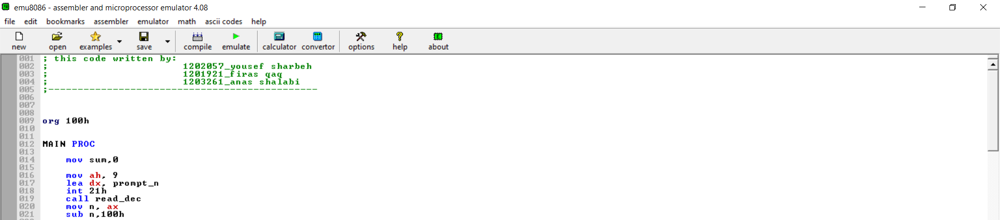 emu8086 - assembler and microprocessor emulator 4.08
file edit bookmarks assembler emulator math ascii codes help
new open examples save compile emulate calculator convertor options help about
001 ; this code written by:
002 ; 1202057_yousef sharbeh
003 ; 1201921_firas qaq
004 ; 1203261_anas shalabi
005 ;----------------------------------------------
006
007
008
009 org 100h
010
011
012 MAIN PROC
013
014 mov sum,0
015
016 mov ah, 9
017 lea dx, prompt_n
018 int 21h
019 call read_dec
020 mov n, ax
021 sub n,100h